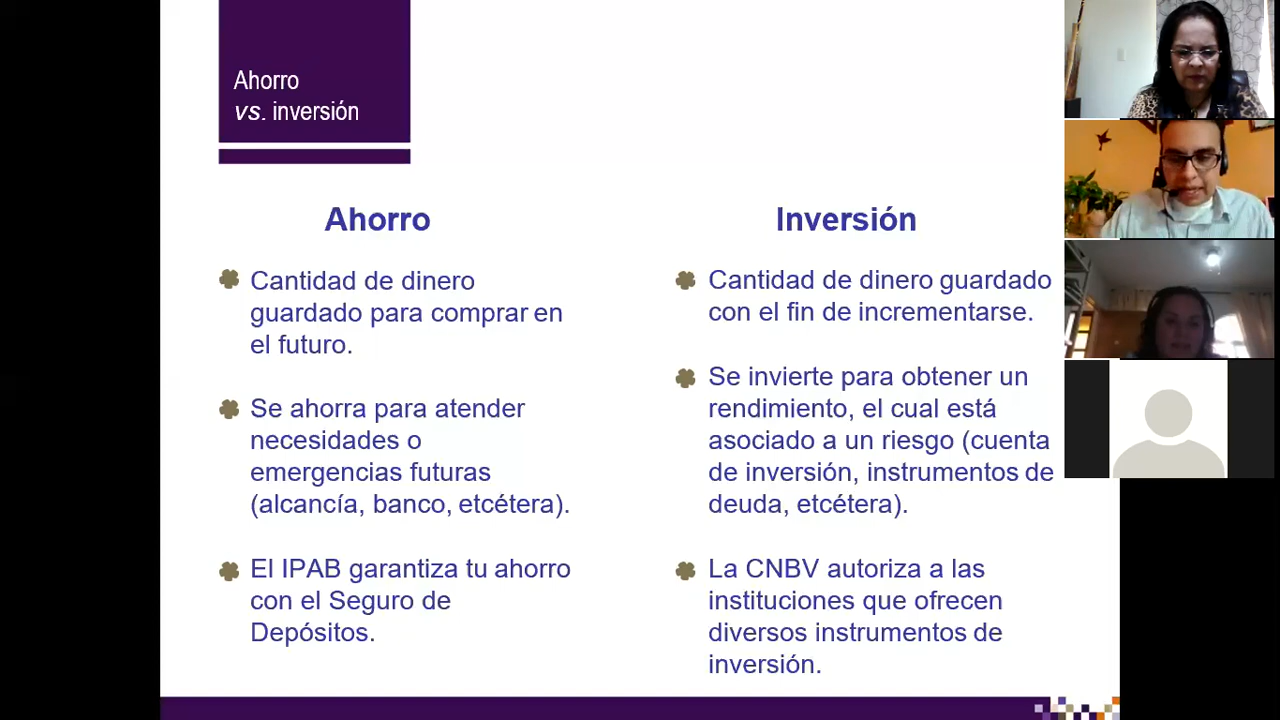 Ahorro
vs. inversión
Ahorro
Cantidad de dinero
guardado para comprar en
el futuro.
Se ahorra para atender
necesidades o
emergencias futuras
(alcancía, banco, etcétera).
El IPAB garantiza tu ahorro
con el Seguro de
Depósitos.
Inversión
Cantidad de dinero guardado
con el fin de incrementarse.
Se invierte para obtener un
rendimiento, el cual está
asociado a un riesgo (cuenta
de inversión, instrumentos de
deuda, etcétera).
La CNBV autoriza a las
instituciones que ofrecen
diversos instrumentos de
inversión.